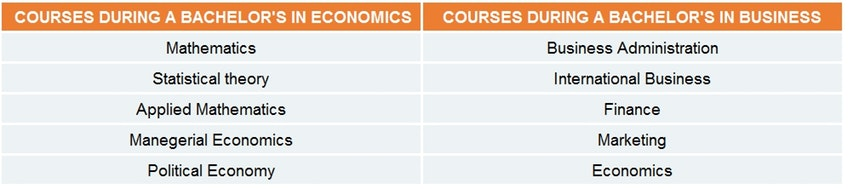 COURSES DURING A BACHELOR'S IN ECONOMICS COURSES DURING A BACHELOR'S IN BUSINESS
Mathematics Business Administration
Statistical theory International Business
Applied Mathematics Finance
Manegerial Economics Marketing
Political Economy Economics